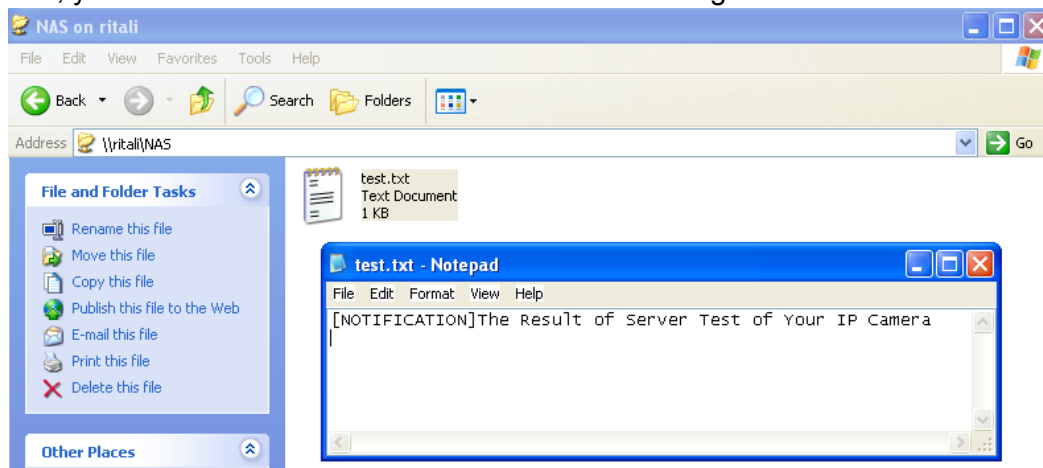 NAS on ritali
File Edit View Favorites Tools Help
Back Search Folders
Address \\ritali\NAS Go
File and Folder Tasks
Rename this file
Move this file
Copy this file
Publish this file to the Web
E-mail this file
Print this file
Delete this file
Other Places
test.txt
Text Document
1 KB
test.txt - Notepad
File Edit Format View Help
[NOTIFICATION]The Result of Server Test of Your IP Camera